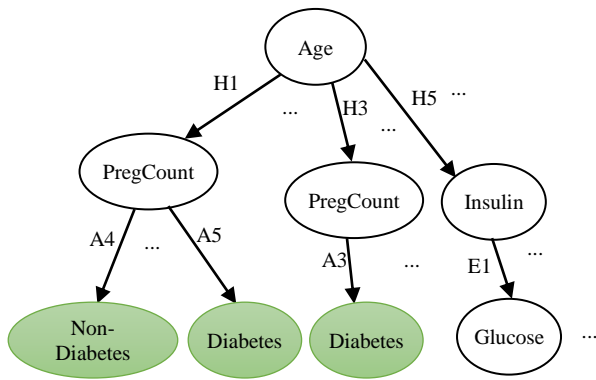 Age
H1
...
H3
...
H5
...
PregCount
PregCount
Insulin
A4
...
A5
A3
...
E1
...
Non-
Diabetes
Diabetes
Diabetes
Glucose
...